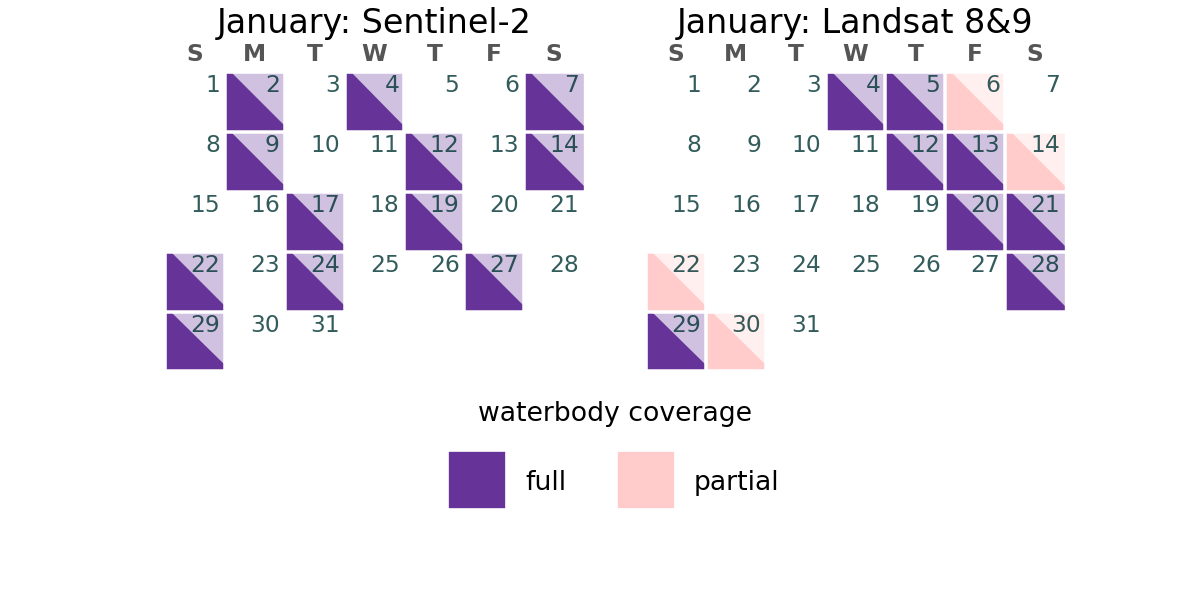 January: Sentinel-2
S M T W T F S
1 2 3 4 5 6 7
8 9 10 11 12 13 14
15 16 17 18 19 20 21
22 23 24 25 26 27 28
29 30 31
January: Landsat 8&9
S M T W T F S
1 2 3 4 5 6 7
8 9 10 11 12 13 14
15 16 17 18 19 20 21
22 23 24 25 26 27 28
29 30 31
waterbody coverage
full
partial